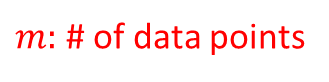 m: # of data points